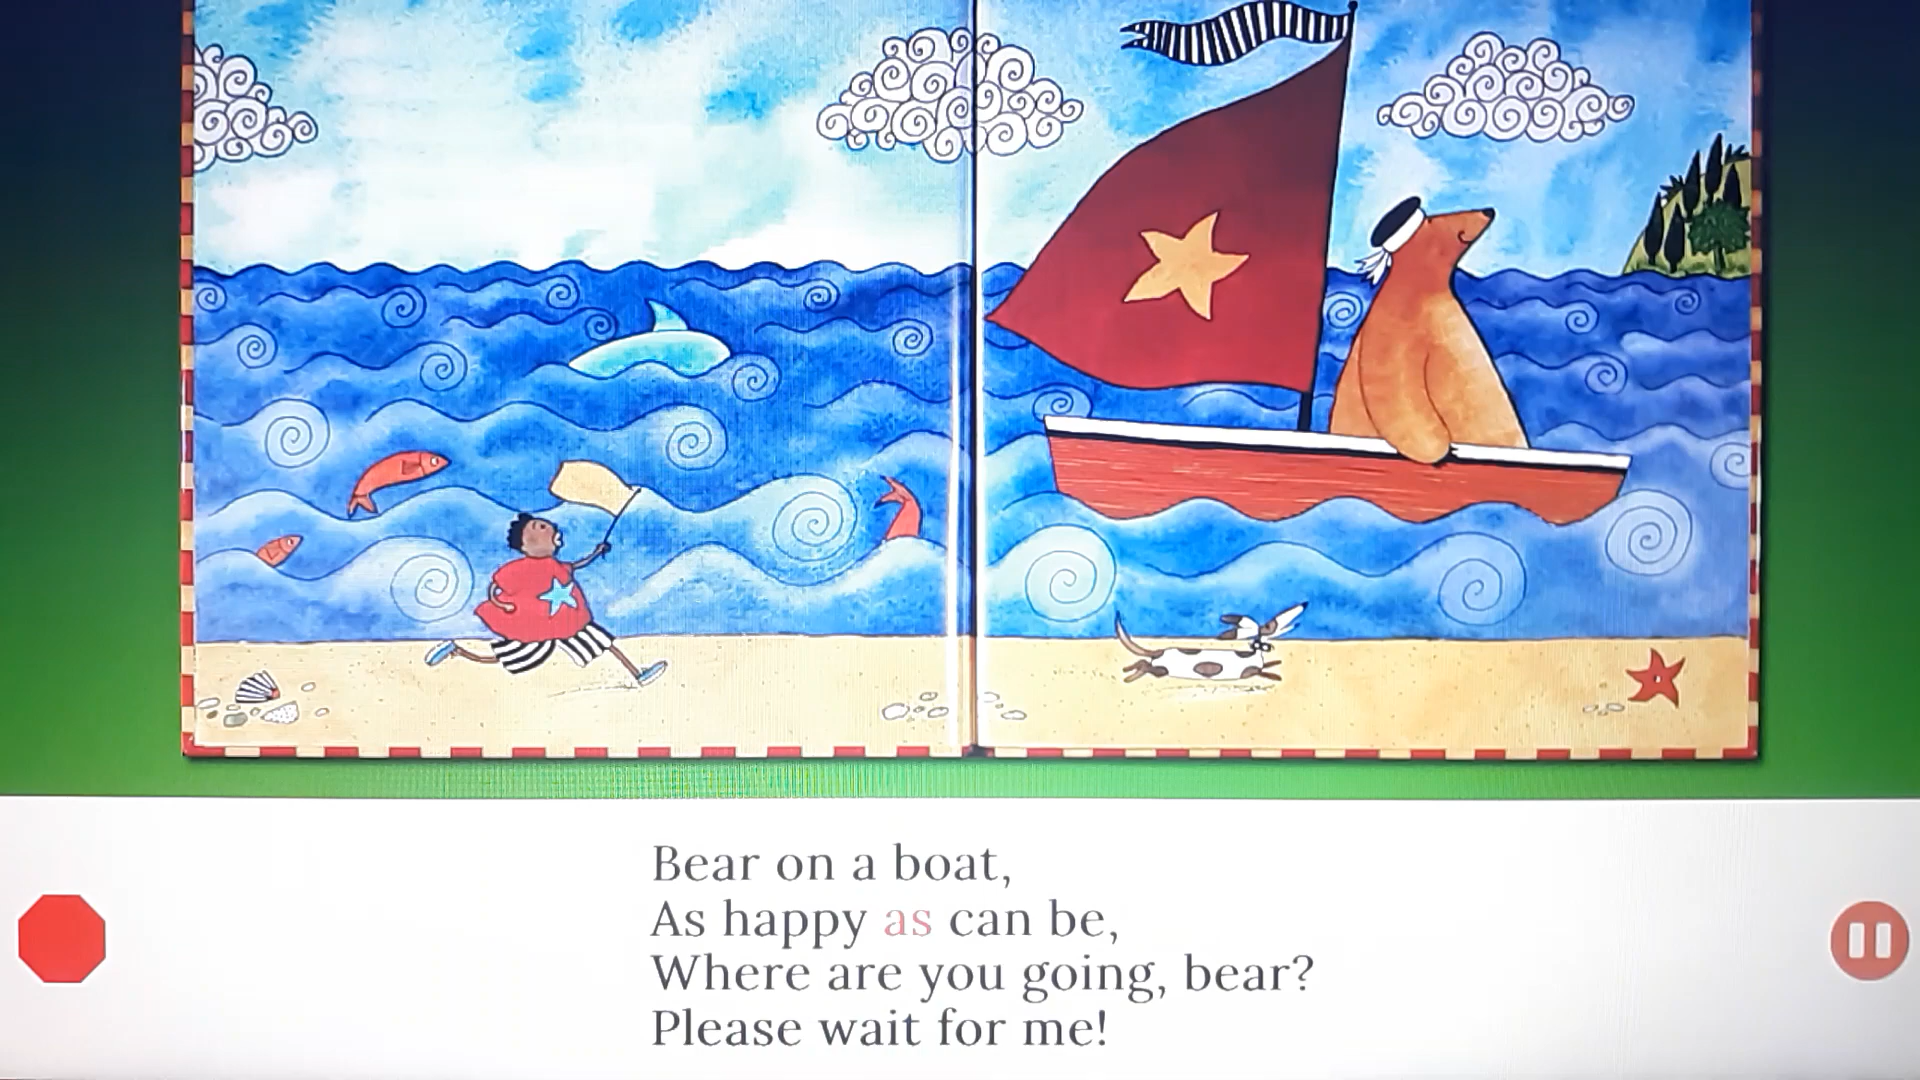 Bear on a boat,
As happy as can be,
Where are you going, bear?
Please wait for me!